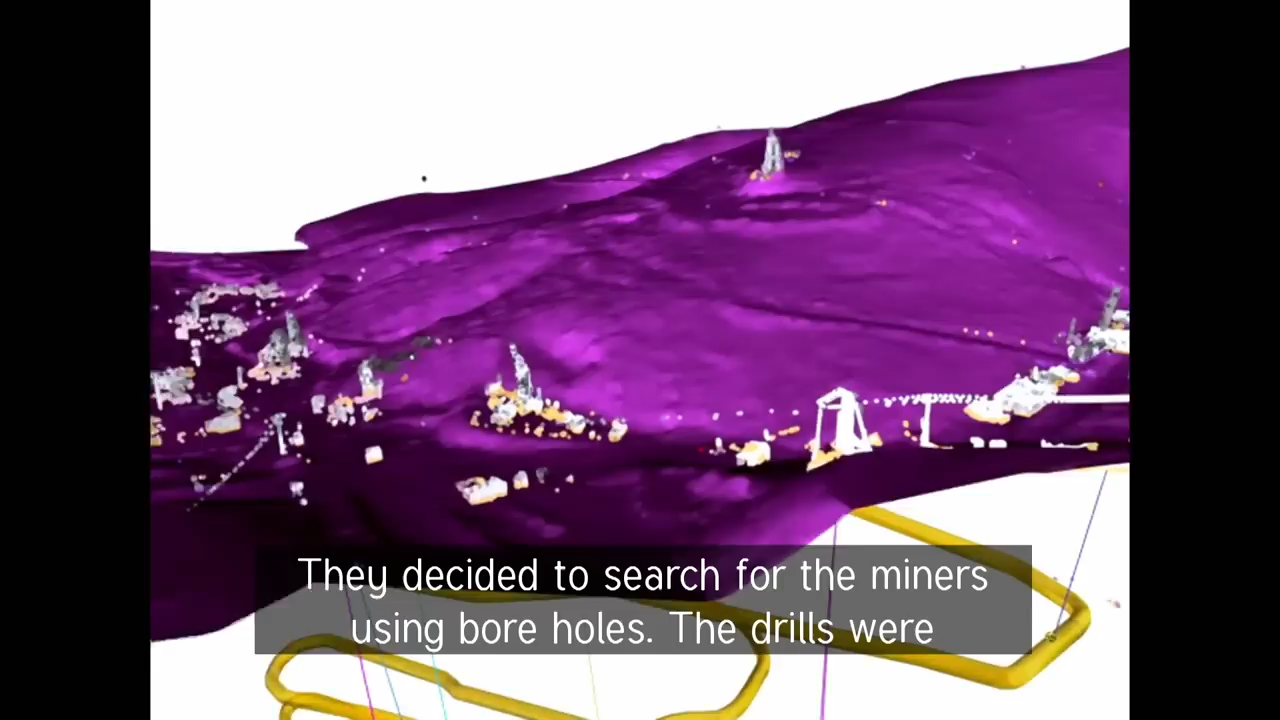 They decided to search for the miners
using bore holes. The drills were